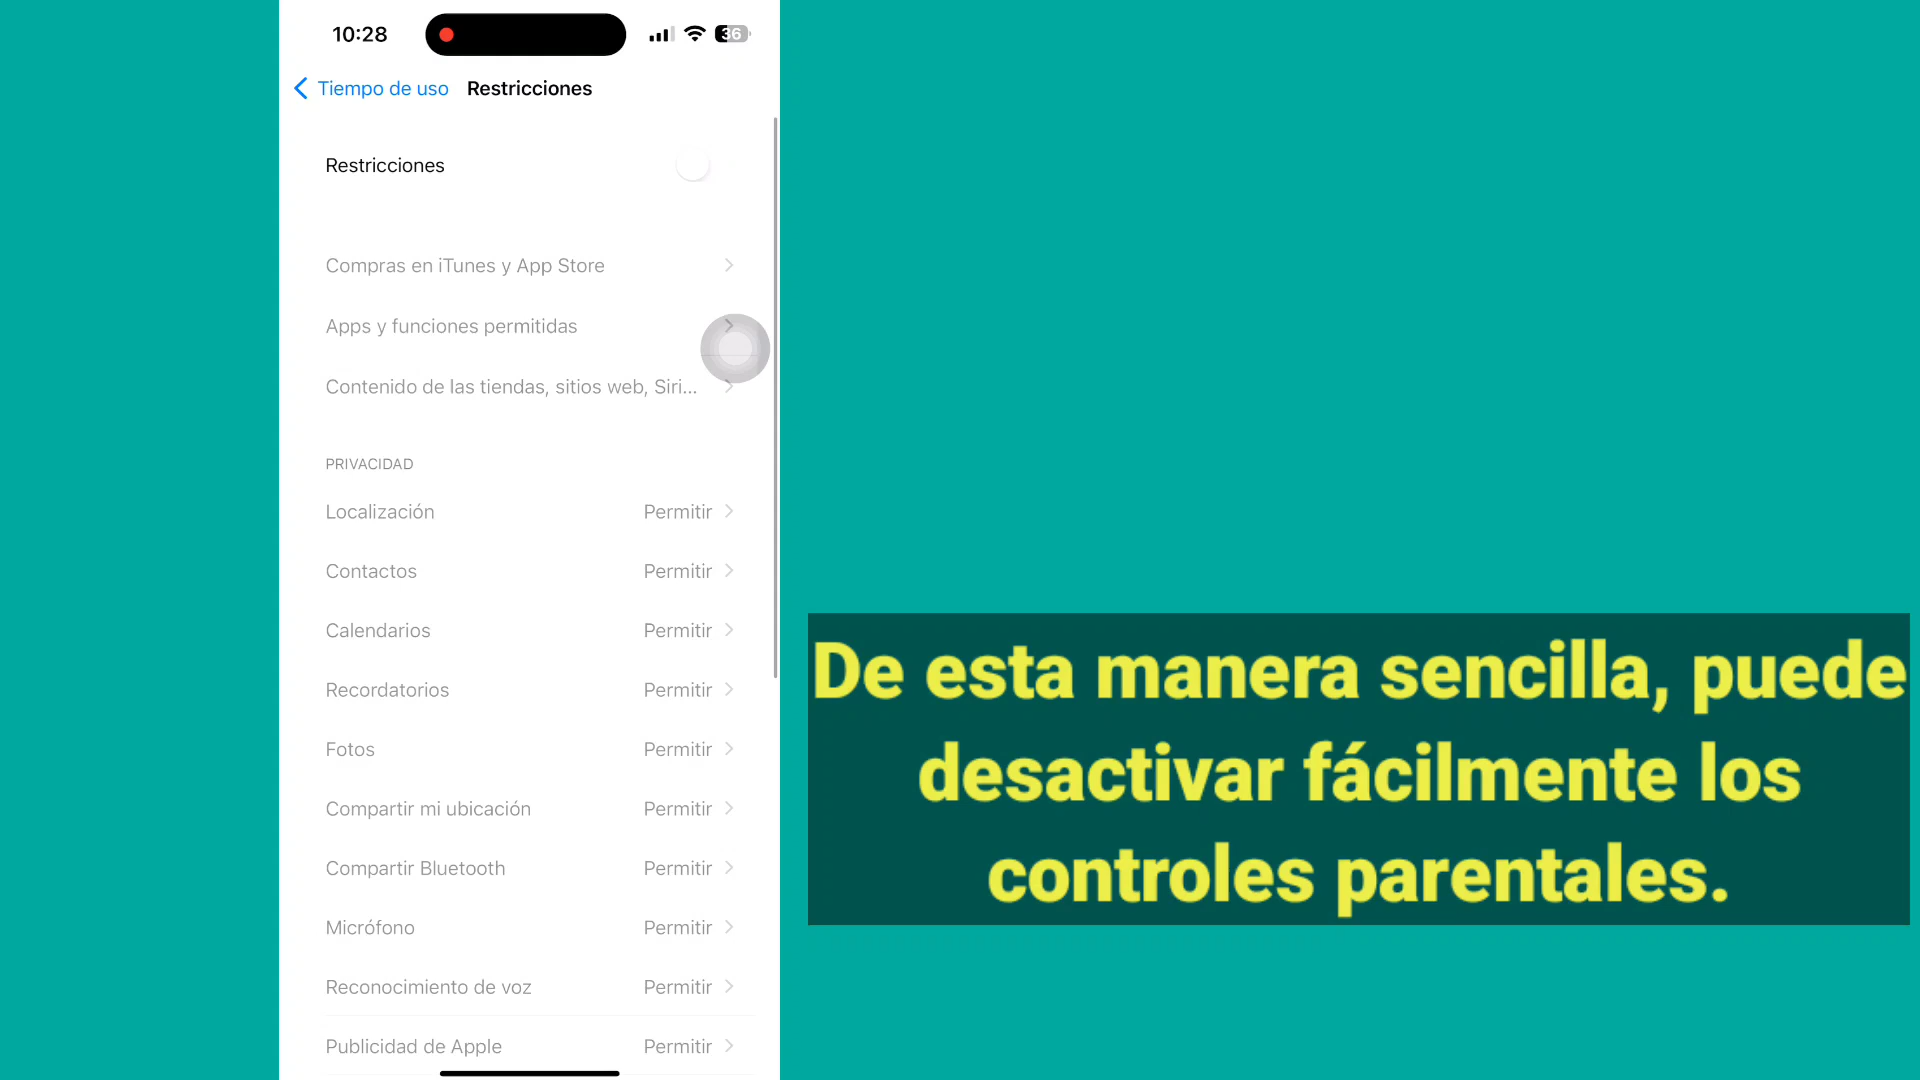 10:28
36
Tiempo de uso Restricciones
Restricciones
Compras en iTunes y App Store
Apps y funciones permitidas
Contenido de las tiendas, sitios web, Siri...
PRIVACIDAD
Localización Permitir
Contactos Permitir
Calendarios Permitir
Recordatorios Permitir
Fotos Permitir
Compartir mi ubicación Permitir
Compartir Bluetooth Permitir
Micrófono Permitir
Reconocimiento de voz Permitir
Publicidad de Apple Permitir
De esta manera sencilla, puede
desactivar fácilmente los
controles parentales.